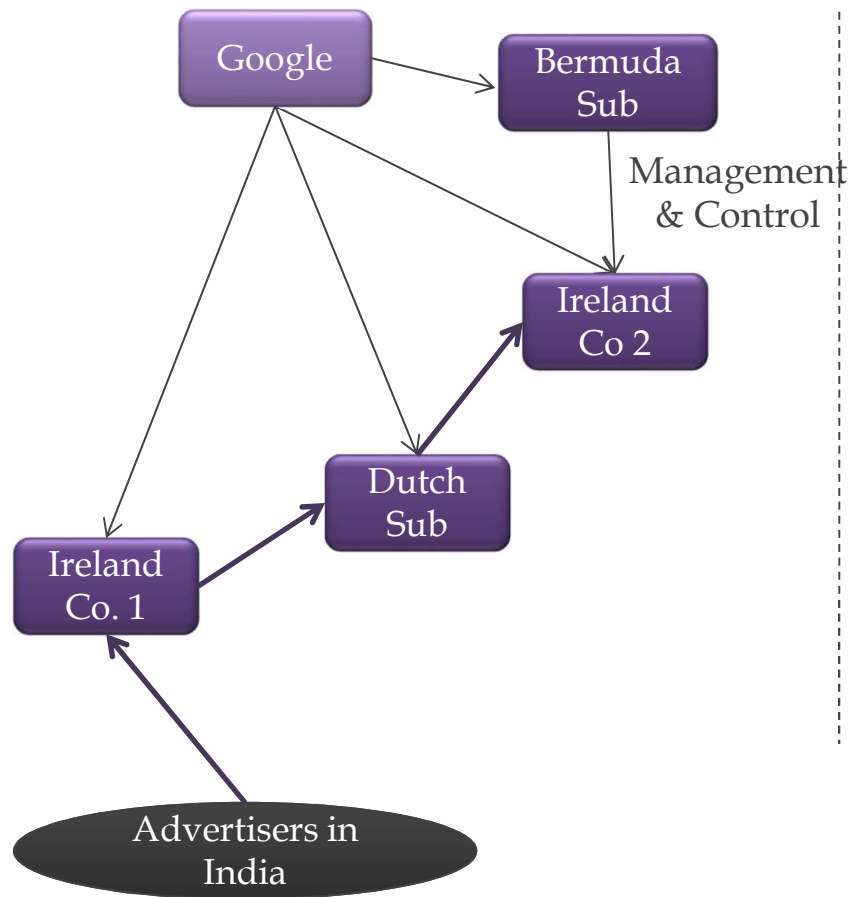 Google
Bermuda
Sub
Management
& Control
Ireland
Co 2
Dutch
Sub
Ireland
Co. 1
Advertisers in
India